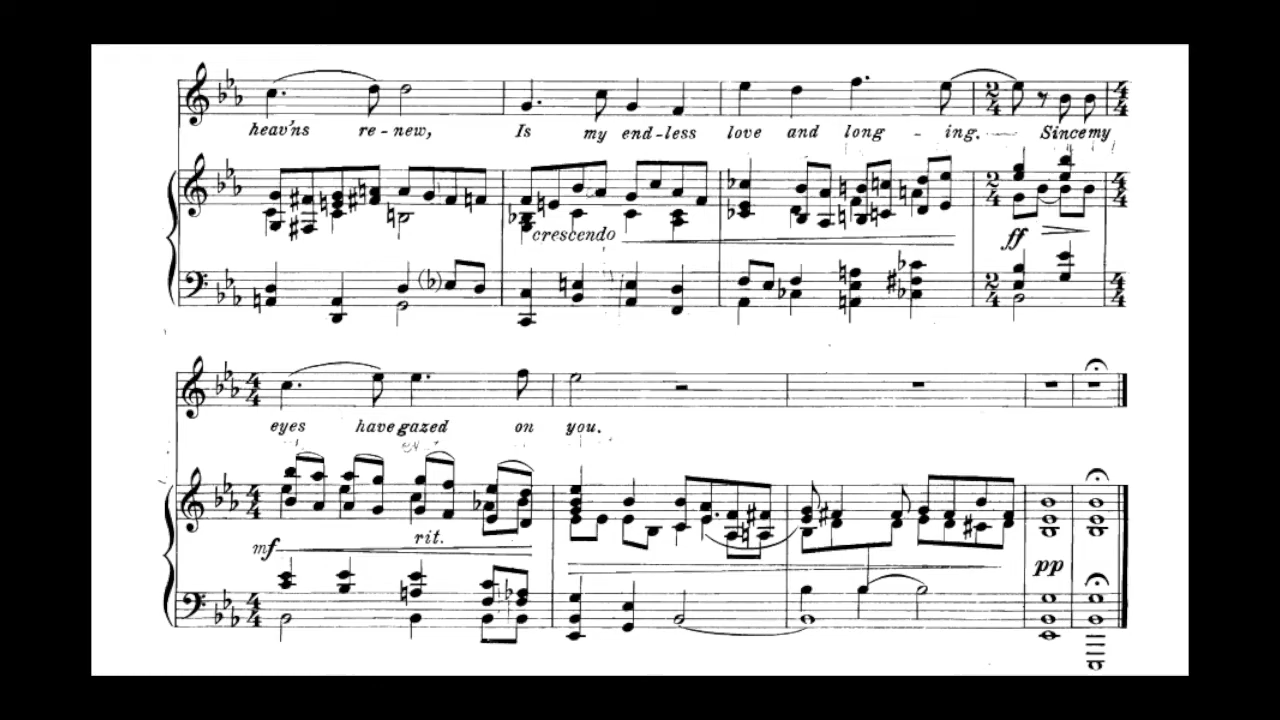 heav'ns re - new, Is my end - less love and long - ing. Since my
crescendo
ff
eyes have gazed on you.
mf rit.
pp